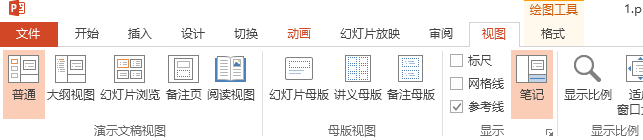 绘图工具 1.p
文件 开始 插入 设计 切换 动画 幻灯片放映 审阅 视图 格式
标尺
网格线
参考线
普通 大纲视图 幻灯片浏览 备注页 阅读视图 幻灯片母版 讲义母版 备注母版 笔记 显示比例 适
窗口
演示文稿视图 母版视图 显示 显示比例